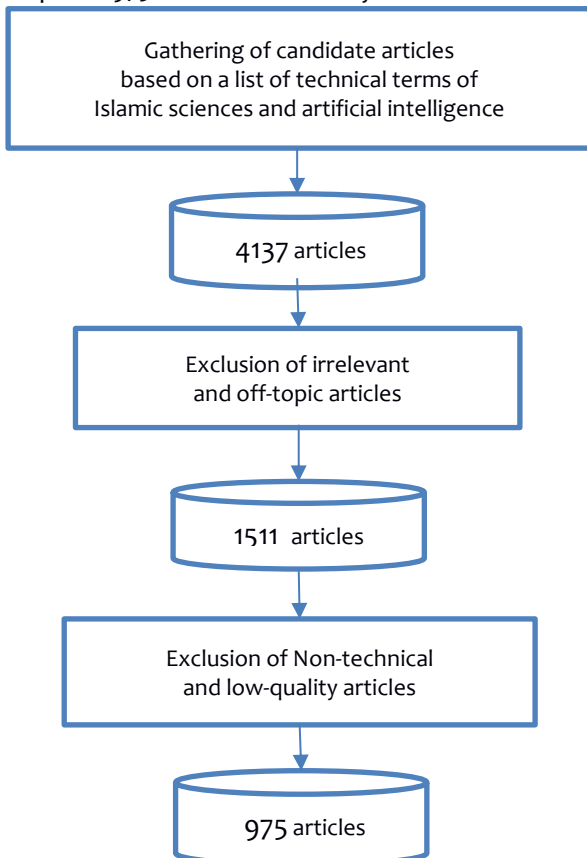 Gathering of candidate articles
based on a list of technical terms of
Islamic sciences and artificial intelligence
4137 articles
Exclusion of irrelevant
and off-topic articles
1511 articles
Exclusion of Non-technical
and low-quality articles
975 articles